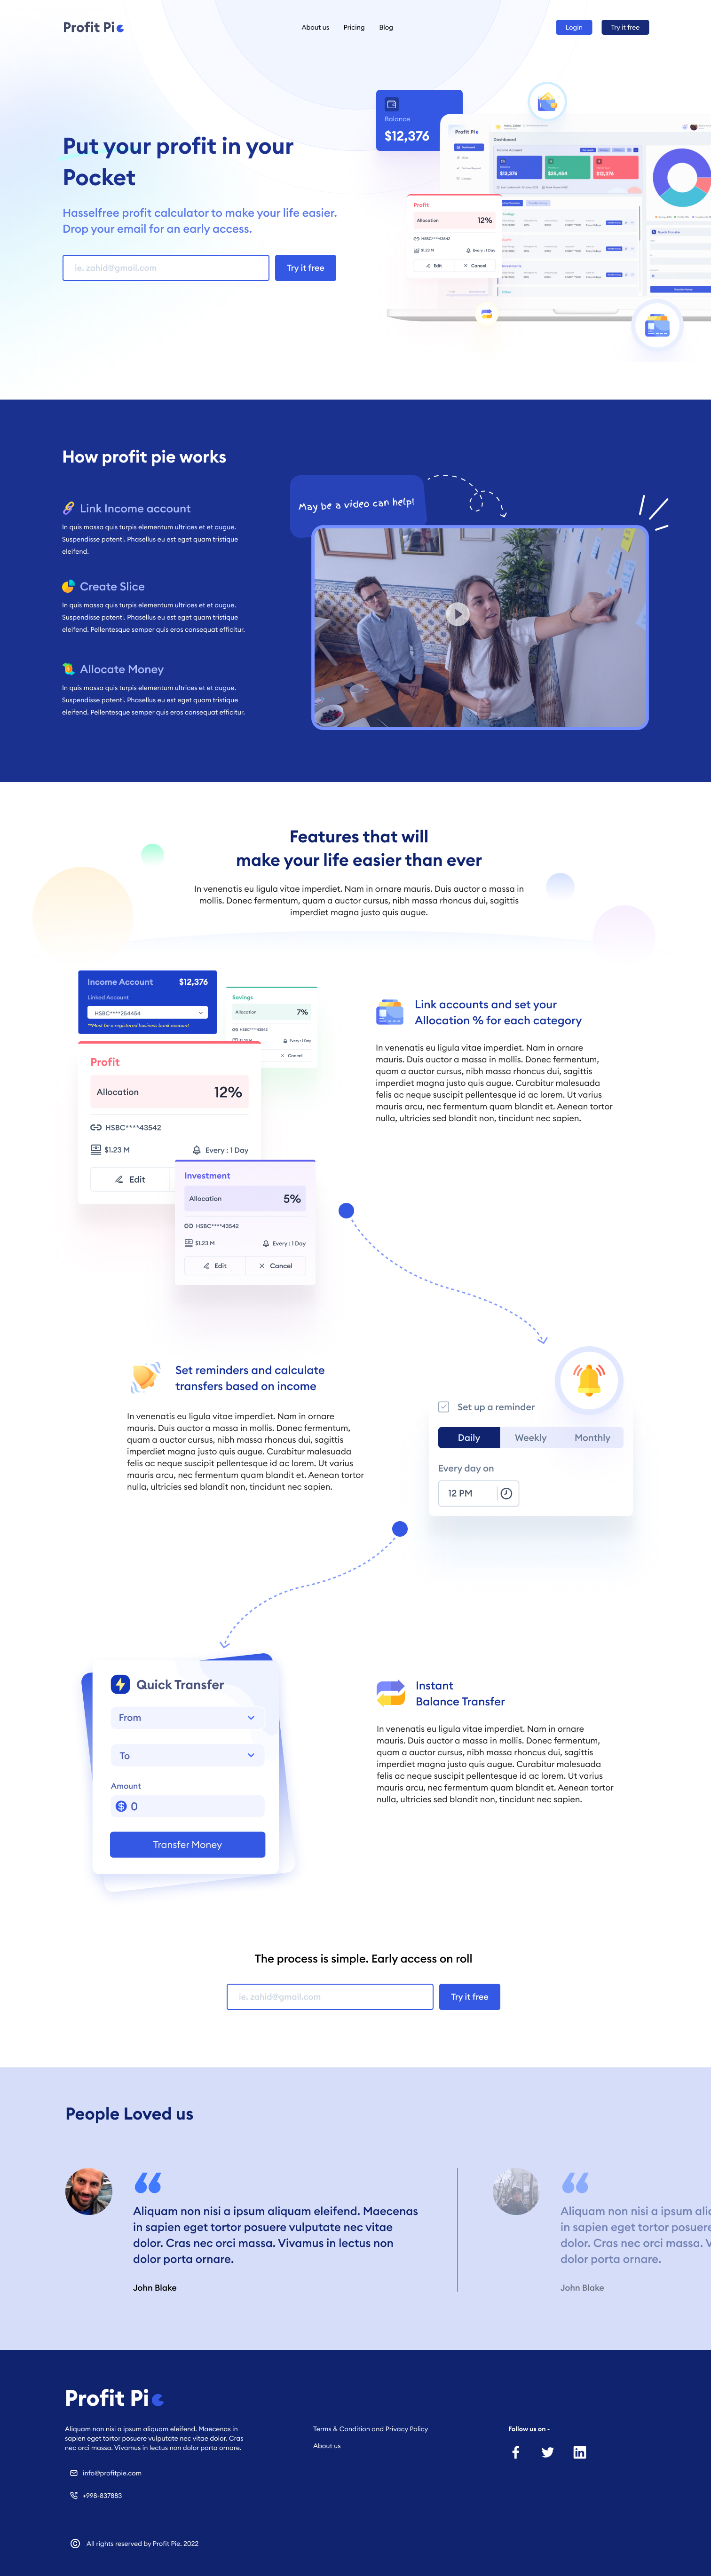 Profit Pi
About us
Pricing
Blog
Login
Try it free
Put your profit in your
Pocket
Hasselfree profit calculator to make your life easier.
Drop your email for an early access.
ie. zahid@gmail.com
Try it free
Balance
$12,376
Profit Pie
Dashboard
Dashboard
$12,376
$25,454
$12,376
Quick Transfer
Profit
Allocation
12%
HSBC****43542
$1.23 M
Every : 1 Day
Edit
Cancel
How profit pie works
Link Income account
In quis massa quis turpis elementum ultrices et et augue.
Suspendisse potenti. Phasellus eu est eget quam tristique
eleifend.
Create Slice
In quis massa quis turpis elementum ultrices et et augue.
Suspendisse potenti. Phasellus eu est eget quam tristique
eleifend. Pellentesque semper quis eros consequat efficitur.
Allocate Money
In quis massa quis turpis elementum ultrices et et augue.
Suspendisse potenti. Phasellus eu est eget quam tristique
eleifend. Pellentesque semper quis eros consequat efficitur.
May be a video can help!
Features that will
make your life easier than ever
In venenatis eu ligula vitae imperdiet. Nam in ornare mauris. Duis auctor a massa in
mollis. Donec fermentum, quam a auctor cursus, nibh massa rhoncus dui, sagittis
imperdiet magna justo quis augue.
Income Account
$12,376
Linked Account
HSBC****254454
**Must be a registered business bank account
Savings
Allocation
7%
HSBC****43542
$1.23 M
Every : 1 Day
Cancel
Profit
Allocation
12%
HSBC****43542
$1.23 M
Every : 1 Day
Edit
Investment
Allocation
5%
HSBC****43542
$1.23 M
Every : 1 Day
Edit
Cancel
Link accounts and set your
Allocation % for each category
In venenatis eu ligula vitae imperdiet. Nam in ornare
mauris. Duis auctor a massa in mollis. Donec fermentum,
quam a auctor cursus, nibh massa rhoncus dui, sagittis
imperdiet magna justo quis augue. Curabitur malesuada
felis ac neque suscipit pellentesque id ac lorem. Ut varius
mauris arcu, nec fermentum quam blandit et. Aenean tortor
nulla, ultricies sed blandit non, tincidunt nec sapien.
Set reminders and calculate
transfers based on income
In venenatis eu ligula vitae imperdiet. Nam in ornare
mauris. Duis auctor a massa in mollis. Donec fermentum,
quam a auctor cursus, nibh massa rhoncus dui, sagittis
imperdiet magna justo quis augue. Curabitur malesuada
felis ac neque suscipit pellentesque id ac lorem. Ut varius
mauris arcu, nec fermentum quam blandit et. Aenean tortor
nulla, ultricies sed blandit non, tincidunt nec sapien.
Set up a reminder
Daily
Weekly
Monthly
Every day on
12 PM
Quick Transfer
From
To
Amount
0
Transfer Money
Instant
Balance Transfer
In venenatis eu ligula vitae imperdiet. Nam in ornare
mauris. Duis auctor a massa in mollis. Donec fermentum,
quam a auctor cursus, nibh massa rhoncus dui, sagittis
imperdiet magna justo quis augue. Curabitur malesuada
felis ac neque suscipit pellentesque id ac lorem. Ut varius
mauris arcu, nec fermentum quam blandit et. Aenean tortor
nulla, ultricies sed blandit non, tincidunt nec sapien.
The process is simple. Early access on roll
ie. zahid@gmail.com
Try it free
People Loved us
Aliquam non nisi a ipsum aliquam eleifend. Maecenas
in sapien eget tortor posuere vulputate nec vitae
dolor. Cras nec orci massa. Vivamus in lectus non
dolor porta ornare.
John Blake
Aliquam non nisi a ipsum alic
in sapien eget tortor posuere
dolor. Cras nec orci massa. V
dolor porta ornare.
John Blake
Profit Pi
Aliquam non nisi a ipsum aliquam eleifend. Maecenas in
sapien eget tortor posuere vulputate nec vitae dolor. Cras
nec orci massa. Vivamus in lectus non dolor porta ornare.
info@profitpie.com
+998-837883
Terms & Condition and Privacy Policy
About us
Follow us on -
All rights reserved by Profit Pie. 2022